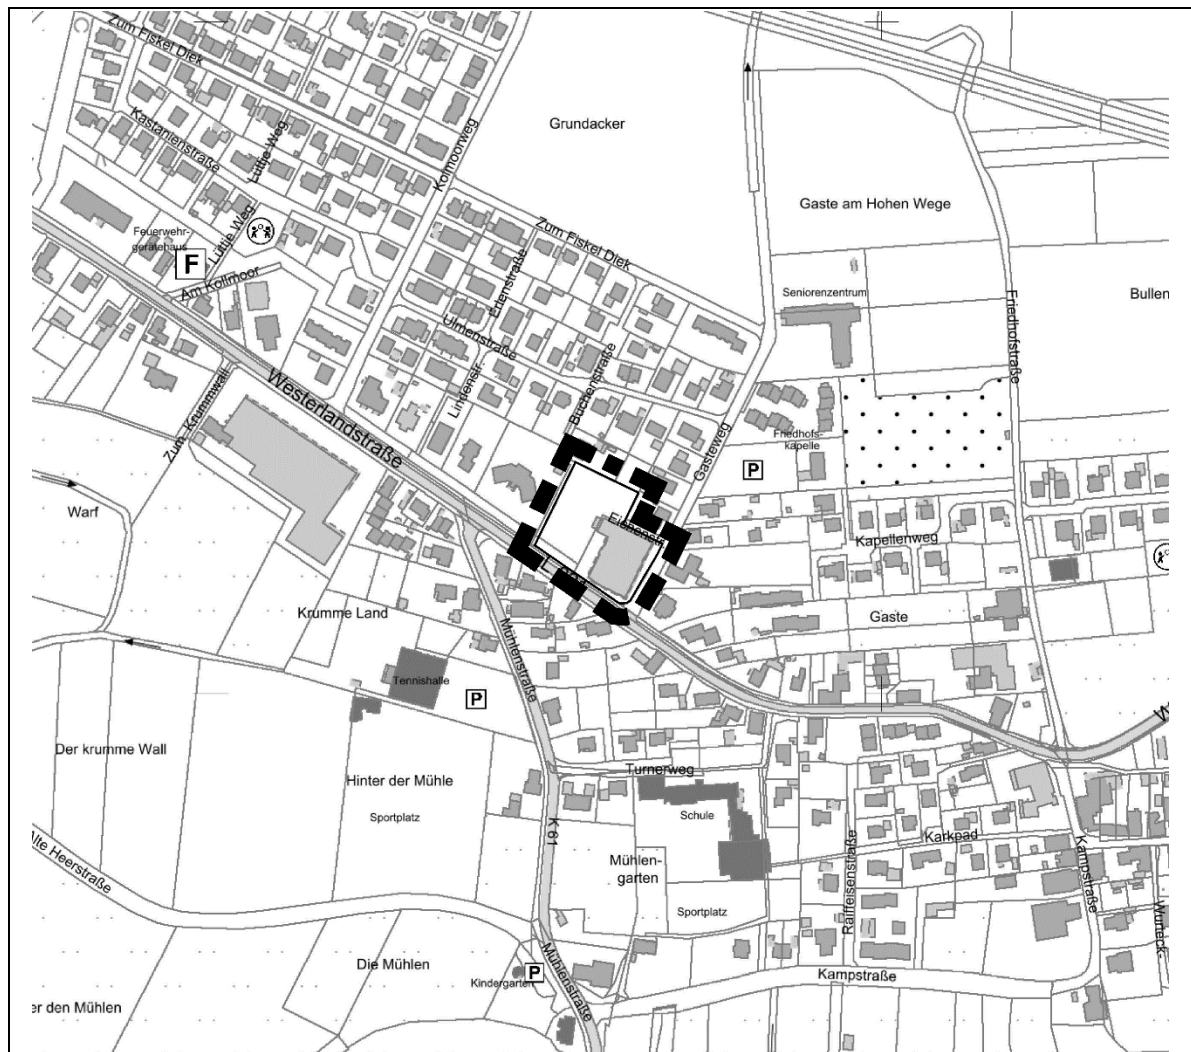 Zum Fiskel Diek
Grundacker
Kastanienstraße
Lüttje Weg
Kolmoorweg
Gaste am Hohen Wege
Zum Fiskel Diek
Feuerwehr-
gerätehaus
Lüttje Weg
F
Am Kollmoor
Erlenstraße
Seniorenzentrum
Bullen
Friedhofstraße
Ulmenstraße
Buchenstraße
Lindenstr.
Westerlandstraße
Zum Krummwall
Gasteweg
Friedhofs-
kapelle
P
Warf
Eichenstr.
Kapellenweg
Krumme Land
Gaste
Mühlenstraße
Tennishalle
P
W
Der krumme Wall
Hinter der Mühle
Turnerweg
Sportplatz
Schule
K 61
Karkpad
Alte Heerstraße
Mühlen-
garten
Raiffeisenstraße
Kampstraße
Sportplatz
Wurneck-
Die Mühlen
Mühlenstraße
P
Kindergarten
Kampstraße
er den Mühlen